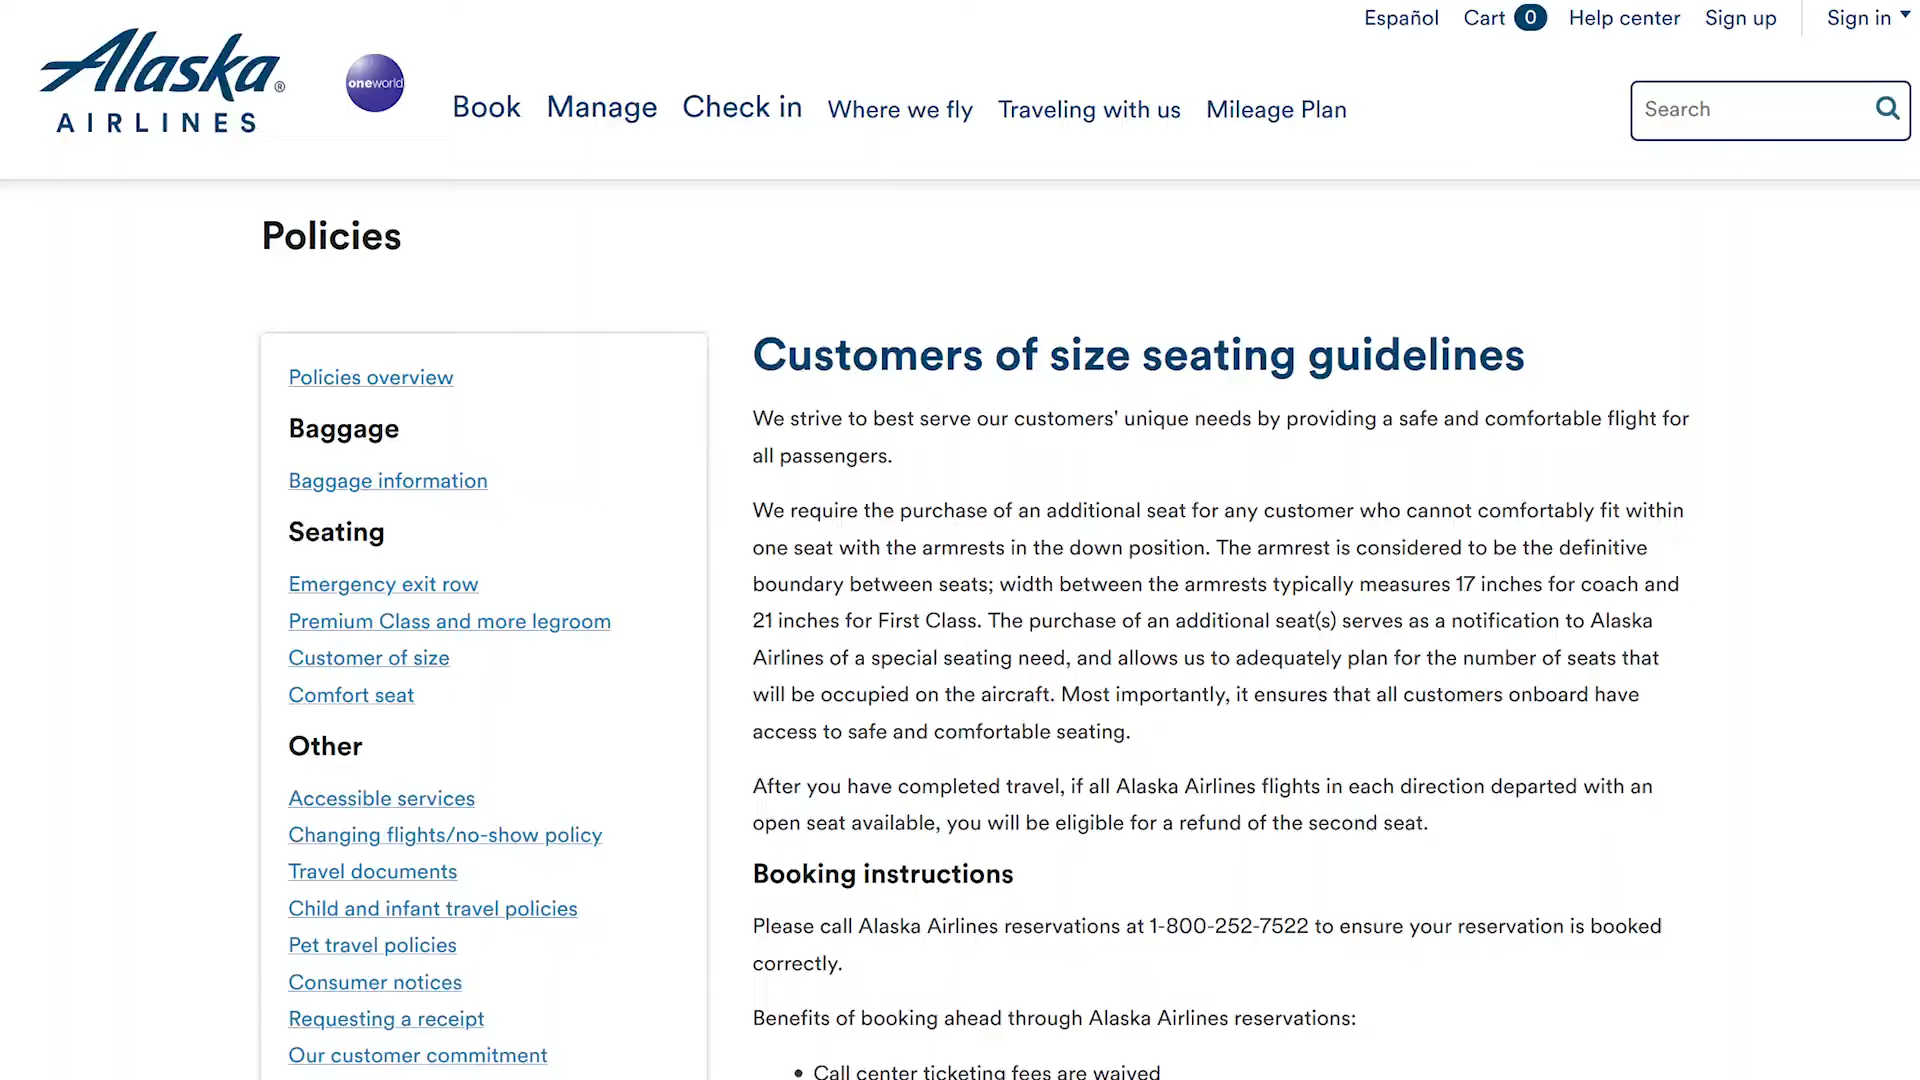 Español Cart 0 Help center Sign up Sign in
Alaska®
AIRLINES
oneworld
Book Manage Check in Where we fly Traveling with us Mileage Plan
Search
Policies
Policies overview
Baggage
Baggage information
Seating
Emergency exit row
Premium Class and more legroom
Customer of size
Comfort seat
Other
Accessible services
Changing flights/no-show policy
Travel documents
Child and infant travel policies
Pet travel policies
Consumer notices
Requesting a receipt
Our customer commitment
Customers of size seating guidelines
We strive to best serve our customers' unique needs by providing a safe and comfortable flight for
all passengers.
We require the purchase of an additional seat for any customer who cannot comfortably fit within
one seat with the armrests in the down position. The armrest is considered to be the definitive
boundary between seats; width between the armrests typically measures 17 inches for coach and
21 inches for First Class. The purchase of an additional seat(s) serves as a notification to Alaska
Airlines of a special seating need, and allows us to adequately plan for the number of seats that
will be occupied on the aircraft. Most importantly, it ensures that all customers onboard have
access to safe and comfortable seating.
After you have completed travel, if all Alaska Airlines flights in each direction departed with an
open seat available, you will be eligible for a refund of the second seat.
Booking instructions
Please call Alaska Airlines reservations at 1-800-252-7522 to ensure your reservation is booked
correctly.
Benefits of booking ahead through Alaska Airlines reservations:
• Call center ticketing fees are waived